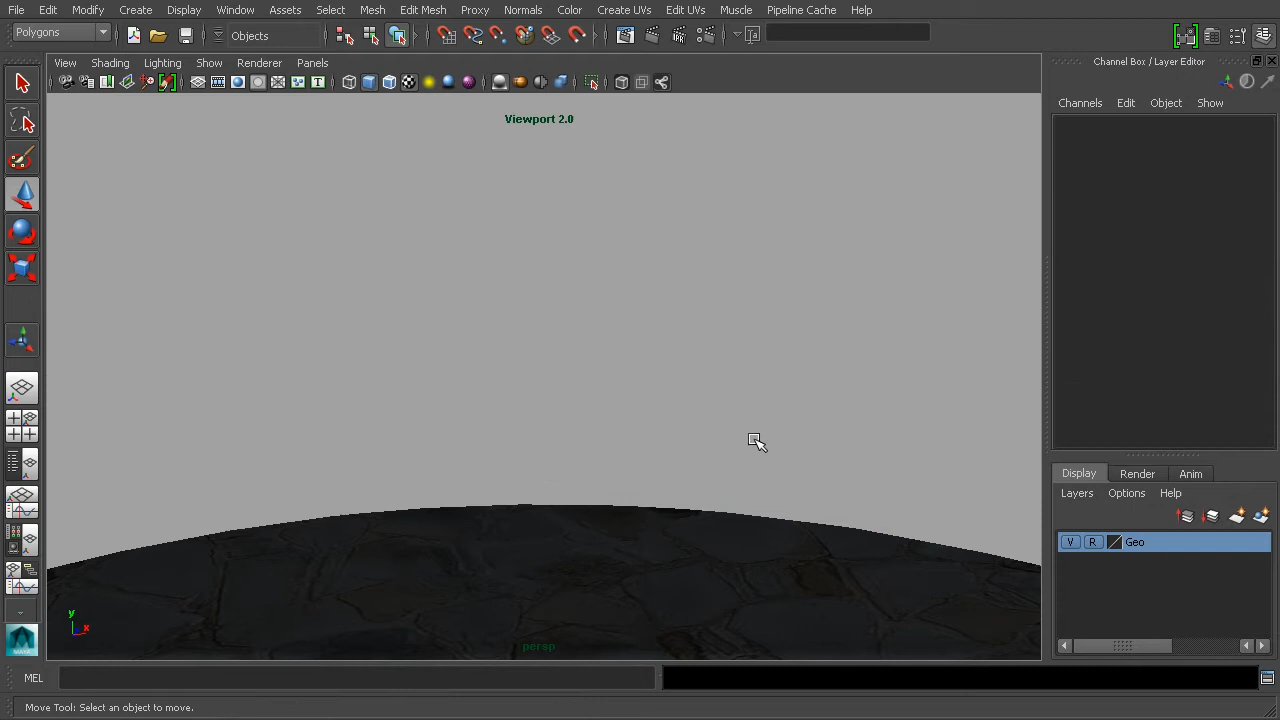 File Edit Modify Create Display Window Assets Select Mesh Edit Mesh Proxy Normals Color Create UVs Edit UVs Muscle Pipeline Cache Help
Polygons Objects
View Shading Lighting Show Renderer Panels
Channel Box / Layer Editor
Channels Edit Object Show
Viewport 2.0
Display Render Anim
Layers Options Help
V R Geo
y
x
persp
MEL
Move Tool: Select an object to move.